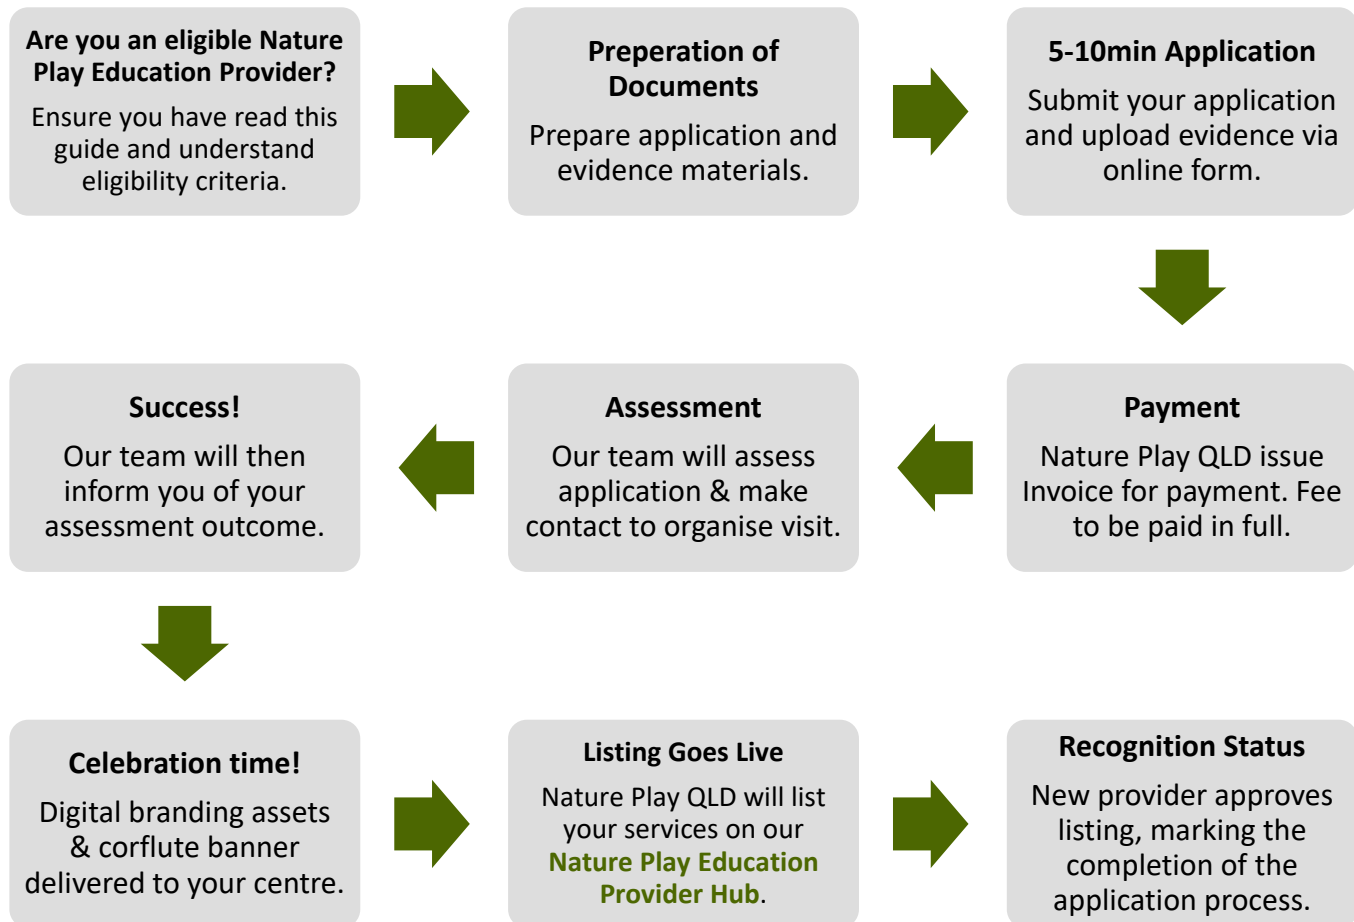 Are you an eligible Nature
Play Education Provider?
Ensure you have read this
guide and understand
eligibility criteria.
Preperation of
Documents
Prepare application and
evidence materials.
5-10min Application
Submit your application
and upload evidence via
online form.
Payment
Nature Play QLD issue
Invoice for payment. Fee
to be paid in full.
Assessment
Our team will assess
application & make
contact to organise visit.
Success!
Our team will then
inform you of your
assessment outcome.
Celebration time!
Digital branding assets
& corflute banner
delivered to your centre.
Listing Goes Live
Nature Play QLD will list
your services on our
Nature Play Education
Provider Hub.
Recognition Status
New provider approves
listing, marking the
completion of the
application process.